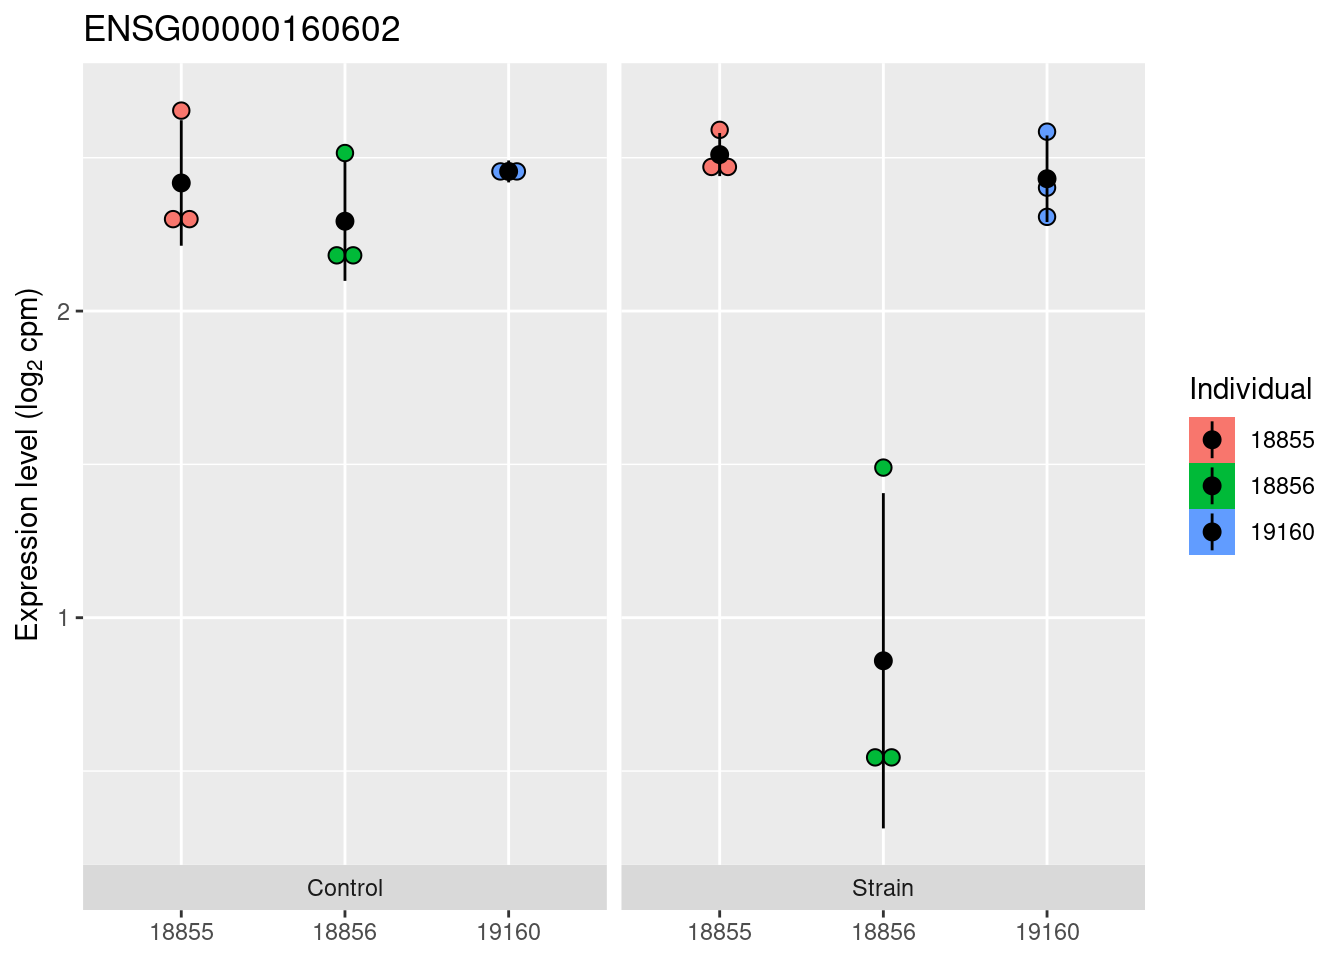 ENSG00000160602
Expression level (log₂ cpm)
2
1
Control
Strain
18855
18856
19160
18855
18856
19160
Individual
18855
18856
19160